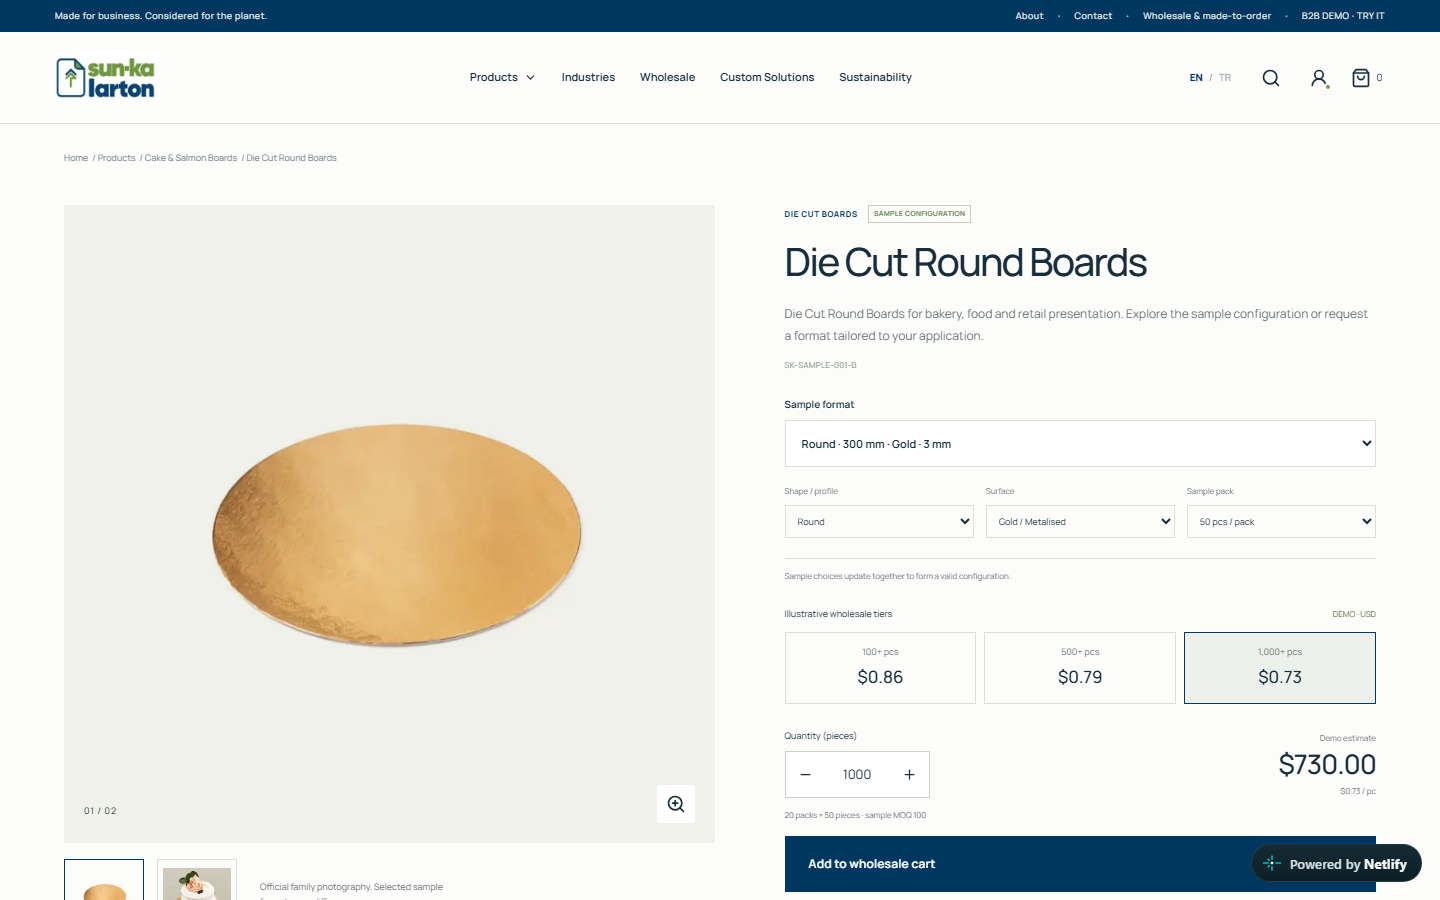 Made for business. Considered for the planet.
About · Contact · Wholesale & made-to-order · B2B DEMO · TRY IT
sun·ka
larton
Products Industries Wholesale Custom Solutions Sustainability
EN / TR
0
Home / Products / Cake & Salmon Boards / Die Cut Round Boards
DIE CUT BOARDS SAMPLE CONFIGURATION
Die Cut Round Boards
Die Cut Round Boards for bakery, food and retail presentation. Explore the sample configuration or request
a format tailored to your application.
SK-SAMPLE-001-B
Sample format
Round · 300 mm · Gold · 3 mm
Shape / profile Surface Sample pack
Round Gold / Metalised 50 pcs / pack
Sample choices update together to form a valid configuration.
Illustrative wholesale tiers DEMO · USD
100+ pcs 500+ pcs 1,000+ pcs
$0.86 $0.79 $0.73
Quantity (pieces) Demo estimate
1000 $730.00
$0.73 / pc
20 packs × 50 pieces · sample MOQ 100
01 / 02
Add to wholesale cart
Powered by Netlify
Official family photography. Selected sample